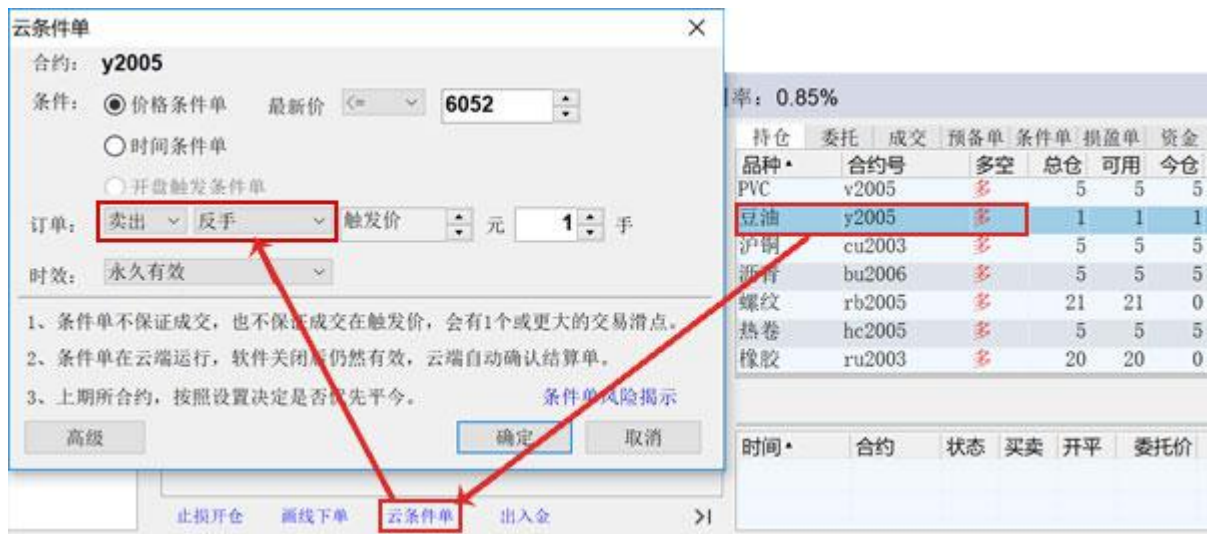 云条件单
合约: y2005
条件: 价格条件单 最新价 <= 6052
时间条件单
开盘触发条件单
订单: 卖出 反手 触发价 元 1 手
时效: 永久有效
1、条件单不保证成交，也不保证成交在触发价，会有1个或更大的交易滑点。
2、条件单在云端运行，软件关闭后仍然有效，云端自动确认结算单。
3、上期所合约，按照设置决定是否优先平今。 条件单风险揭示
高级 确定 取消
止损开仓 画线下单 云条件单 出入金
率: 0.85%
持仓 委托 成交 预备单 条件单 损盈单 资金
品种 合约号 多空 总仓 可用 今仓
PVC v2005 多 5 5 5
豆油 y2005 多 1 1 1
沪铜 cu2003 多 5 5 5
沥青 bu2006 多 5 5 5
螺纹 rb2005 多 21 21 0
热卷 hc2005 多 5 5 5
橡胶 ru2003 多 20 20 0
时间 合约 状态 买卖 开平 委托价